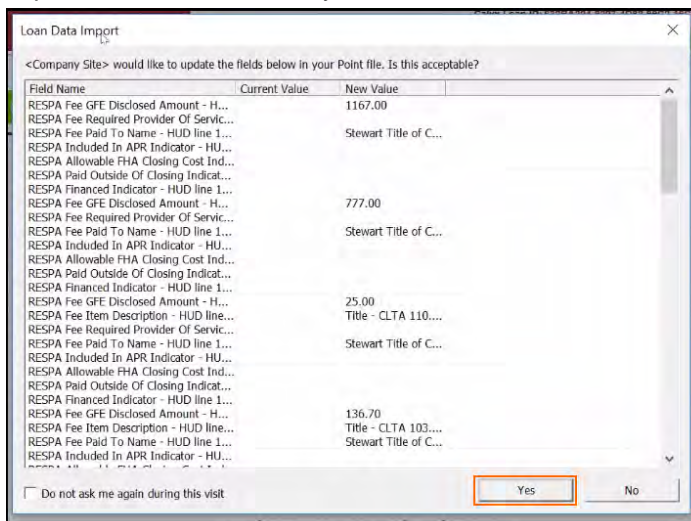 Loan Data Import
<Company Site> would like to update the fields below in your Point file. Is this acceptable?
Field Name Current Value New Value
RESPA Fee GFE Disclosed Amount - H... 1167.00
RESPA Fee Required Provider Of Servic...
RESPA Fee Paid To Name - HUD line 1... Stewart Title of C...
RESPA Included In APR Indicator - HU...
RESPA Allowable FHA Closing Cost Ind...
RESPA Paid Outside Of Closing Indicat...
RESPA Financed Indicator - HUD line 1...
RESPA Fee GFE Disclosed Amount - H... 777.00
RESPA Fee Required Provider Of Servic...
RESPA Fee Paid To Name - HUD line 1... Stewart Title of C...
RESPA Included In APR Indicator - HU...
RESPA Allowable FHA Closing Cost Ind...
RESPA Paid Outside Of Closing Indicat...
RESPA Financed Indicator - HUD line 1...
RESPA Fee GFE Disclosed Amount - H... 25.00
RESPA Fee Item Description - HUD line... Title - CLTA 110....
RESPA Fee Required Provider Of Servic...
RESPA Fee Paid To Name - HUD line 1... Stewart Title of C...
RESPA Included In APR Indicator - HU...
RESPA Allowable FHA Closing Cost Ind...
RESPA Paid Outside Of Closing Indicat...
RESPA Financed Indicator - HUD line 1...
RESPA Fee GFE Disclosed Amount - H... 136.70
RESPA Fee Item Description - HUD line... Title - CLTA 103....
RESPA Fee Paid To Name - HUD line 1... Stewart Title of C...
RESPA Included In APR Indicator - HU...
Do not ask me again during this visit Yes No